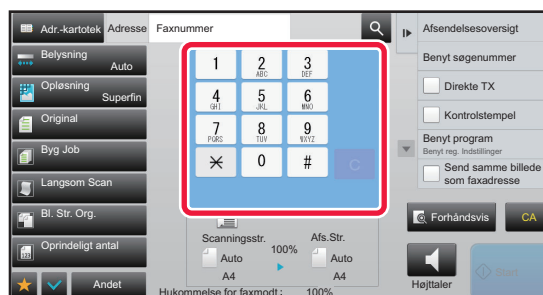 Adr.-kartotek Adresse Faxnummer
Belysning
Auto
Opløsning
Superfin
Original
Byg Job
Langsom Scan
Bl. Str. Org.
Oprindeligt antal
Andet
1 2 3
ABC DEF
4 5 6
GHI JKL MNO
7 8 9
PQRS TUV WXYZ
0 #
C
Scanningsstr. 100% Afs.Str.
Auto Auto
A4 A4
Hukommelse for faxmodt.: 100%
Afsendelsesoversigt
Benyt søgenummer
Direkte TX
Kontrolstempel
Benyt program
Benyt reg. Indstillinger
Send samme billede
som faxadresse
Forhåndsvis CA
Højttaler
Start